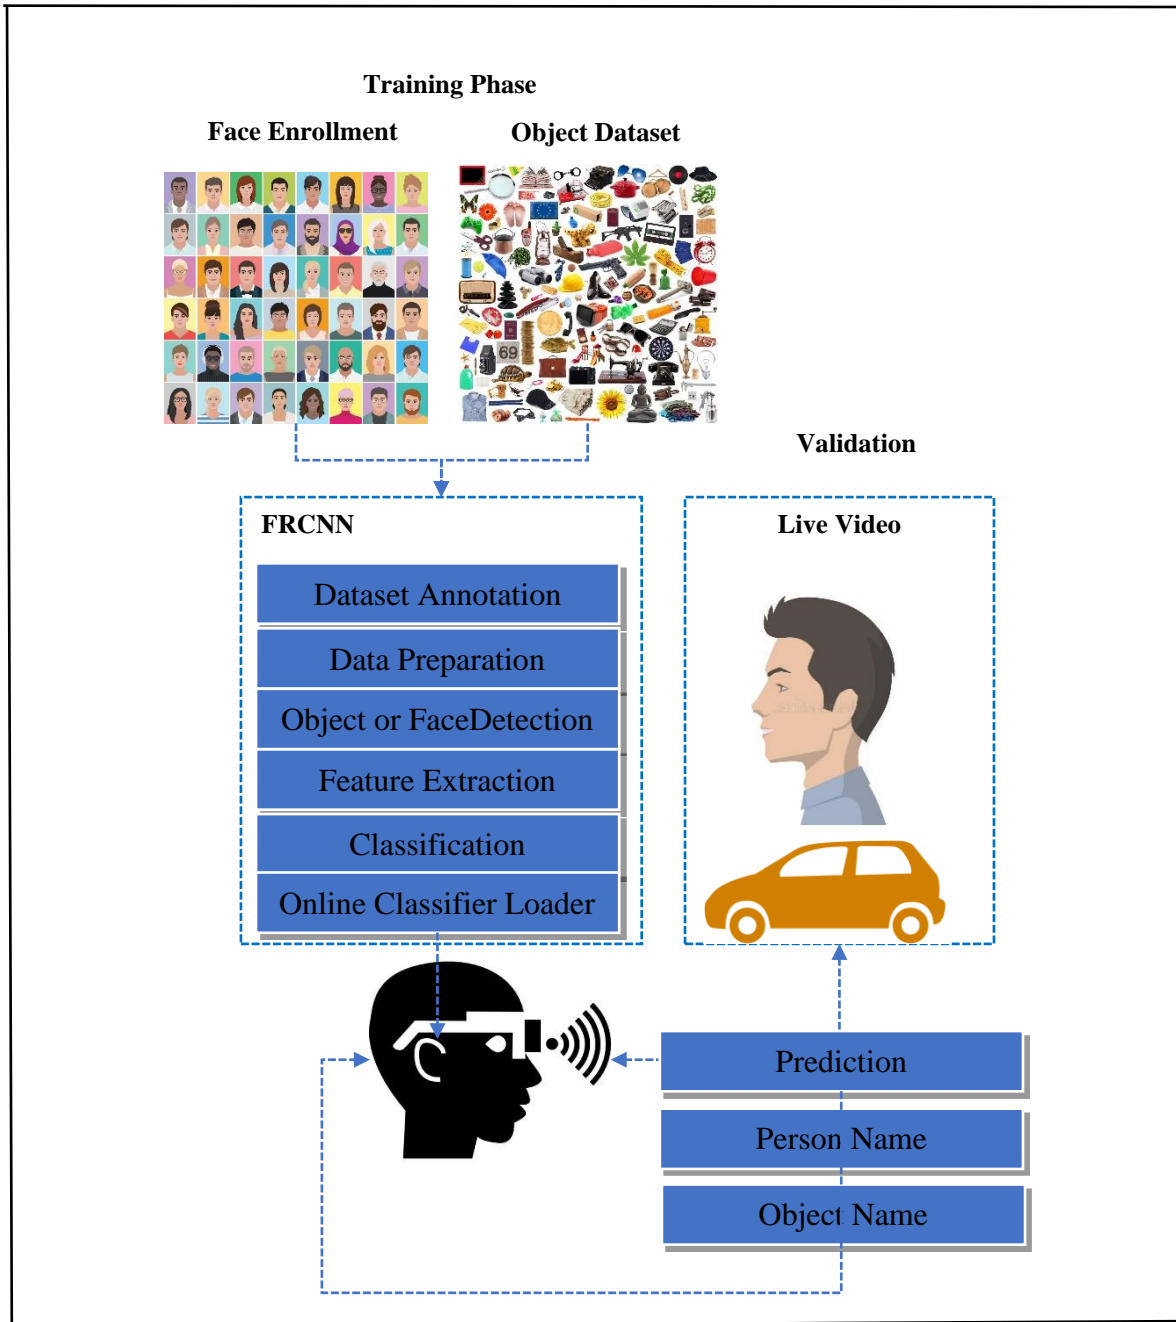 Training Phase
Face Enrollment
Object Dataset
69
Validation
FRCNN
Dataset Annotation
Data Preparation
Object or FaceDetection
Feature Extraction
Classification
Online Classifier Loader
Live Video
Prediction
Person Name
Object Name